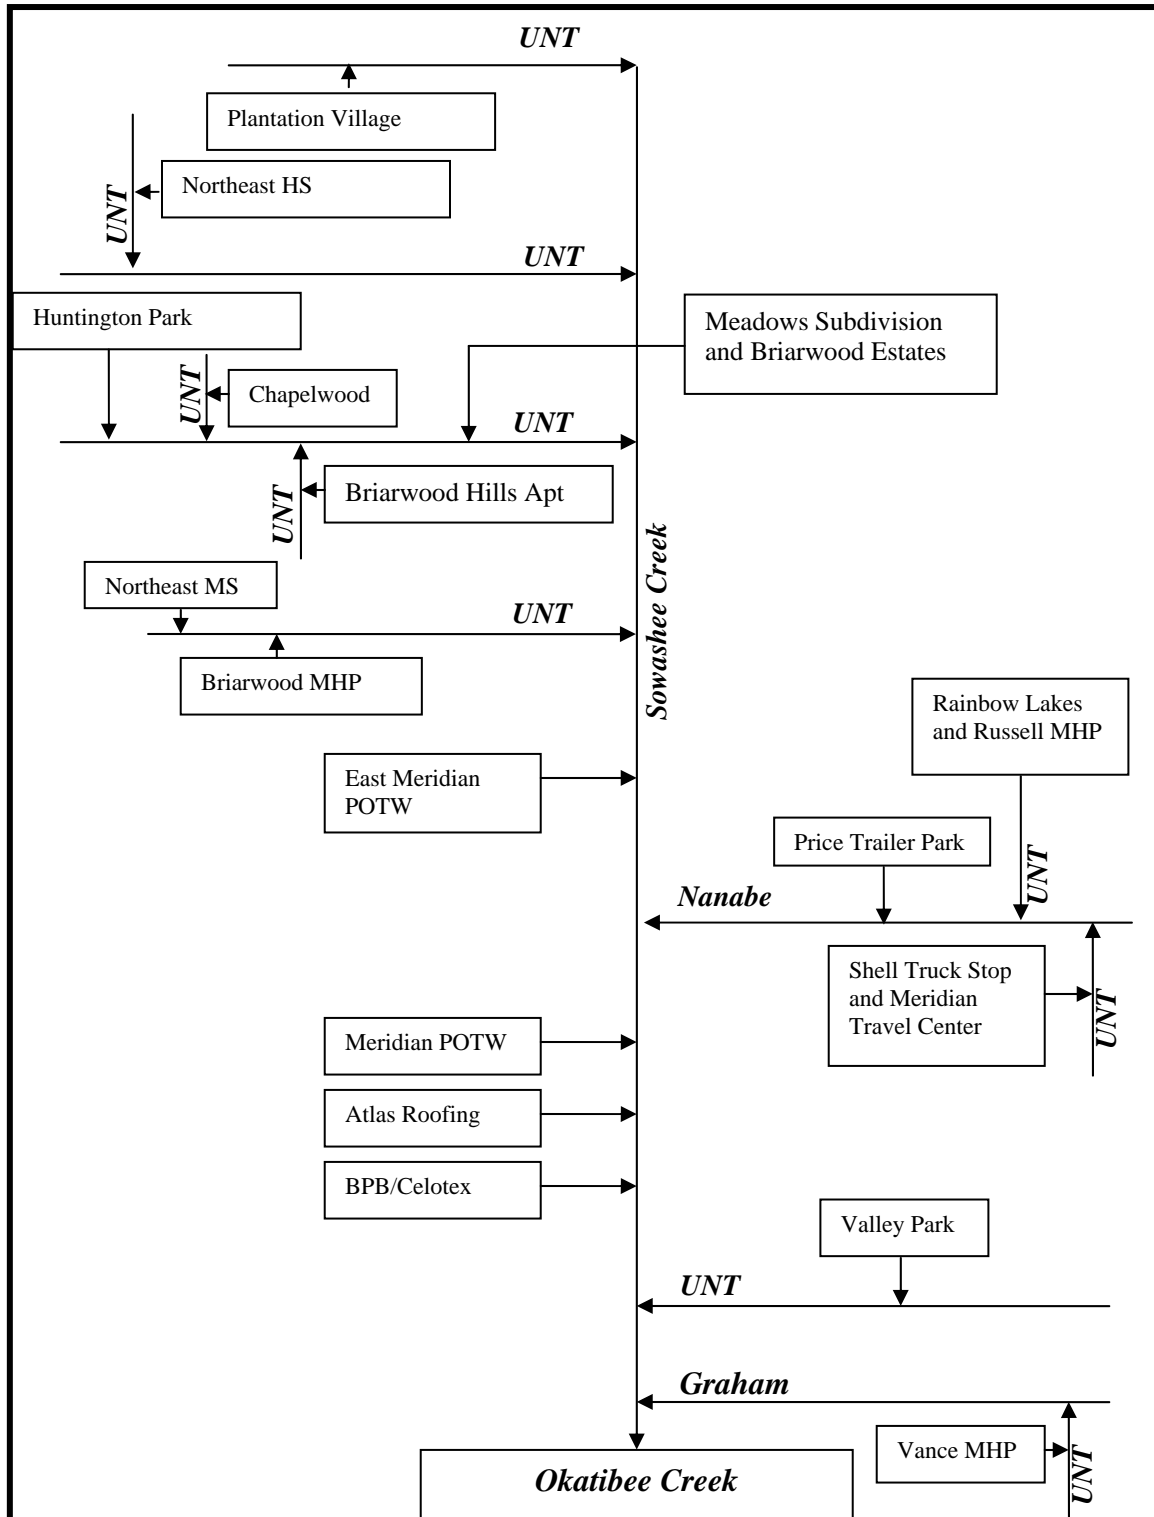 UNT
Plantation Village
Northeast HS
UNT
UNT
Huntington Park
Meadows Subdivision
and Briarwood Estates
UNT
Chapelwood
UNT
Briarwood Hills Apt
UNT
Sowashee Creek
Northeast MS
UNT
Briarwood MHP
Rainbow Lakes
and Russell MHP
East Meridian
POTW
Price Trailer Park
UNT
Nanabe
Shell Truck Stop
and Meridian
Travel Center
UNT
Meridian POTW
Atlas Roofing
BPB/Celotex
Valley Park
UNT
Graham
Vance MHP
UNT
Okatibee Creek